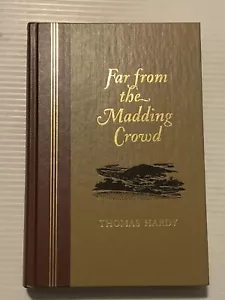 Far from
the
Madding
Crowd
THOMAS HARDY